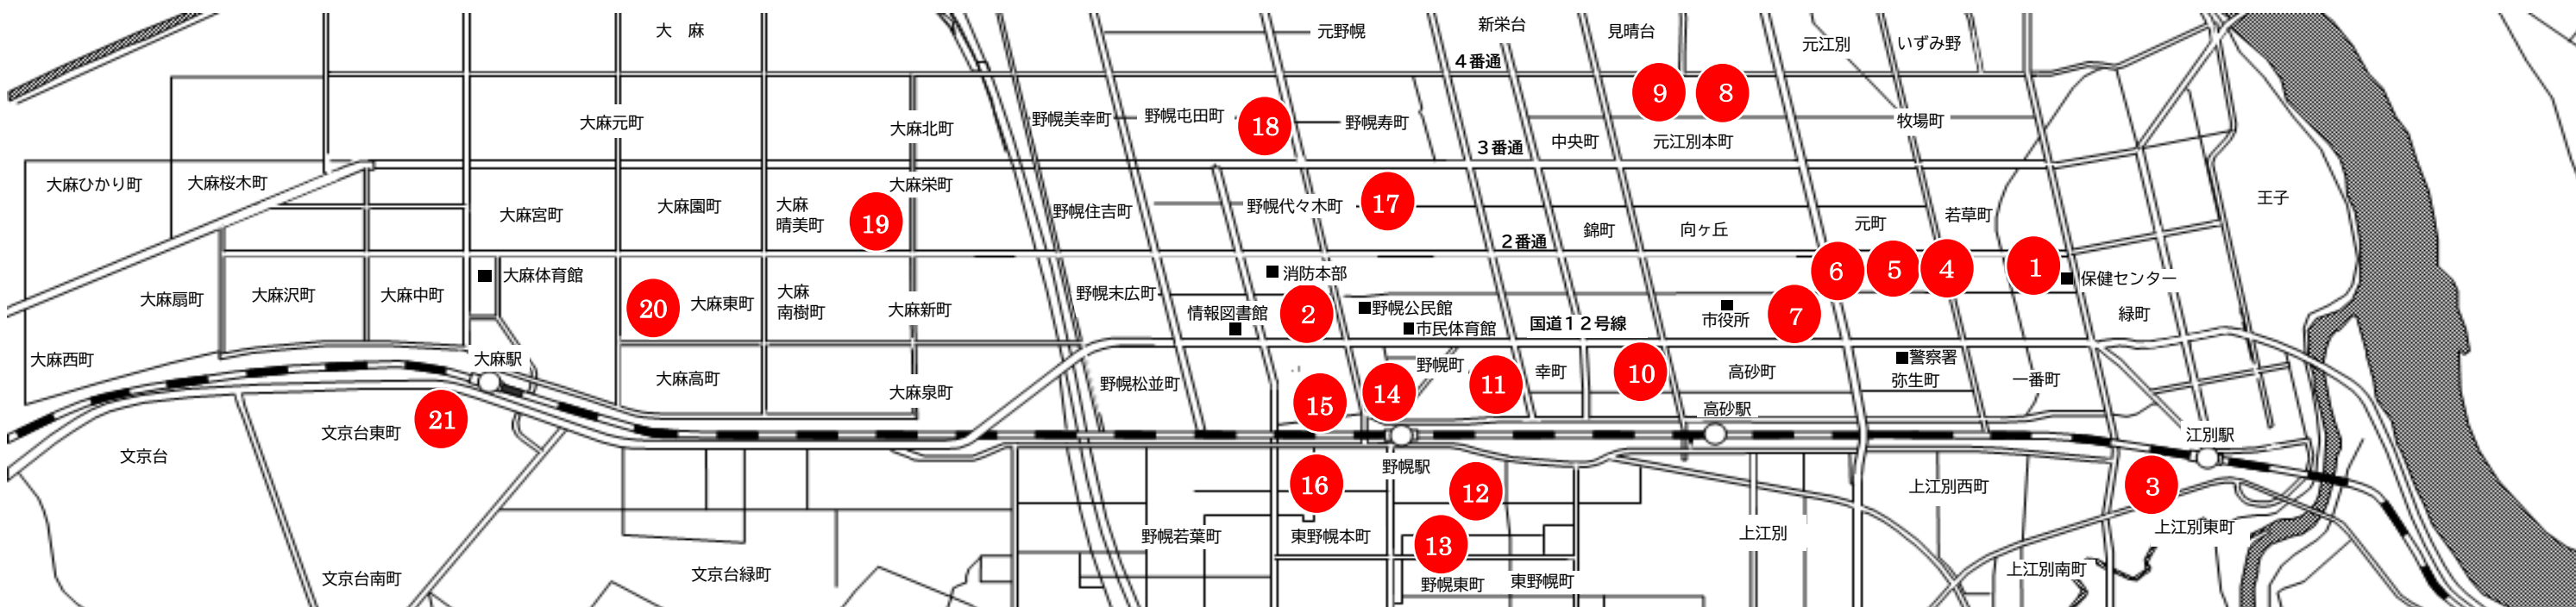 大 麻
元野幌
新栄台
見晴台
元江別
いずみ野
4番通
9
8
18
大麻元町
大麻北町
野幌美幸町
野幌屯田町
野幌寿町
中央町
元江別本町
牧場町
3番通
大麻ひかり町
大麻桜木町
大麻宮町
大麻園町
大麻
晴美町
19
大麻栄町
野幌住吉町
野幌代々木町
17
錦町
向ヶ丘
元町
若草町
王子
2番通
6
5
4
1
保健センター
大麻体育館
消防本部
大麻扇町
大麻沢町
大麻中町
20
大麻東町
大麻
南樹町
大麻新町
野幌末広町
情報図書館
2
野幌公民館
市民体育館
国道12号線
市役所
7
緑町
大麻西町
大麻駅
大麻高町
大麻泉町
野幌松並町
15
14
野幌町
11
幸町
10
高砂町
警察署
弥生町
一番町
高砂駅
21
文京台東町
文京台
江別駅
野幌駅
16
12
3
上江別西町
野幌若葉町
東野幌本町
13
上江別
上江別東町
文京台南町
文京台緑町
野幌東町
東野幌町
上江別南町